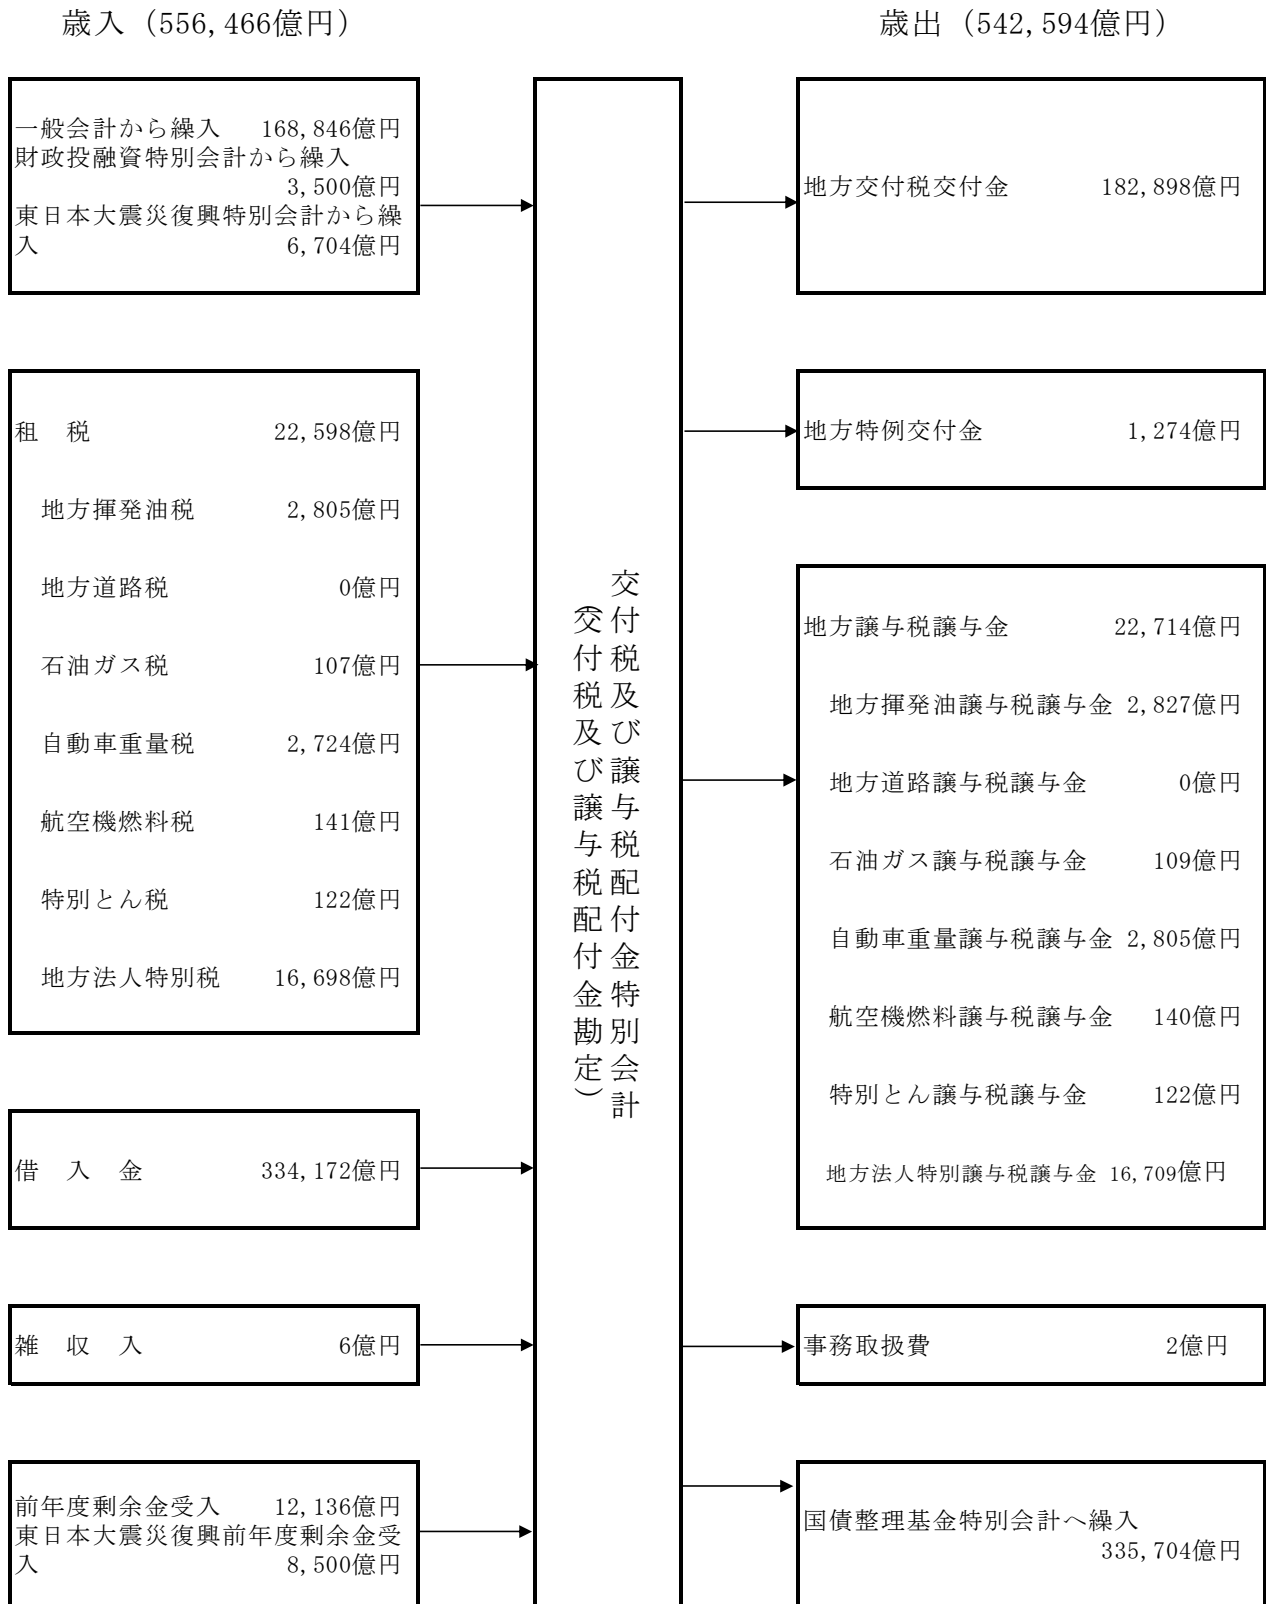 歳入（556,466億円）
一般会計から繰入　168,846億円
財政投融資特別会計から繰入
3,500億円
東日本大震災復興特別会計から繰
入　6,704億円
租　税　22,598億円
地方揮発油税　2,805億円
地方道路税　0億円
石油ガス税　107億円
自動車重量税　2,724億円
航空機燃料税　141億円
特別とん税　122億円
地方法人特別税　16,698億円
借　入　金　334,172億円
雑　収　入　6億円
前年度剰余金受入　12,136億円
東日本大震災復興前年度剰余金受
入　8,500億円
交付税及び譲与税配付金特別会計
（交付税及び譲与税配付金勘定）
歳出（542,594億円）
地方交付税交付金　182,898億円
地方特例交付金　1,274億円
地方譲与税譲与金　22,714億円
地方揮発油譲与税譲与金　2,827億円
地方道路譲与税譲与金　0億円
石油ガス譲与税譲与金　109億円
自動車重量譲与税譲与金　2,805億円
航空機燃料譲与税譲与金　140億円
特別とん譲与税譲与金　122億円
地方法人特別譲与税譲与金　16,709億円
事務取扱費　2億円
国債整理基金特別会計へ繰入
335,704億円